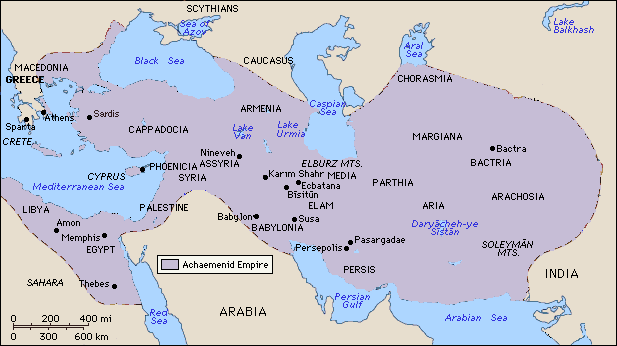 SCYTHIANS
Sea of
Azov
Lake
Balkhash
Aral
Sea
MACEDONIA
Black Sea
CAUCASUS
GREECE
CHORASMIA
Caspian
Sea
Athens
Sardis
ARMENIA
Sparta
CAPPADOCIA
Lake
Van
Lake
Urmia
MARGIANA
CRETE
Nineveh
ASSYRIA
ELBURZ MTS.
Bactra
BACTRIA
CYPRUS
PHOENICIA
SYRIA
Karim Shahr
MEDIA
Ecbatana
PARTHIA
Mediterranean Sea
Bīsitūn
ARACHOSIA
LIBYA
PALESTINE
ELAM
ARIA
Amon
Babylon
BABYLONIA
Susa
Daryācheh-ye
Sīstān
Memphis
EGYPT
Pasargadae
Persepolis
SOLEYMĀN
MTS.
Achaemenid Empire
PERSIS
INDIA
SAHARA
Thebes
Persian
Gulf
ARABIA
Red
Sea
Arabian Sea
0 200 400 mi
0 300 600 km